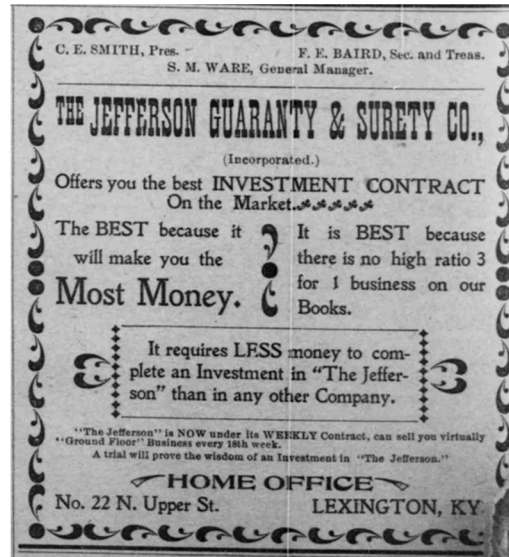 C. E. SMITH, Pres. F. E. BAIRD, Sec. and Treas.
S. M. WARE, General Manager.
THE JEFFERSON GUARANTY & SURETY CO.,
(Incorporated.)
Offers you the best INVESTMENT CONTRACT
On the Market.
The BEST because it
will make you the
Most Money.
It is BEST because
there is no high ratio 3
for 1 business on our
Books.
It requires LESS money to com-
plete an Investment in "The Jeffer-
son" than in any other Company.
"The Jefferson" is NOW under its WEEKLY Contract, can sell you virtually
"Ground Floor" Business every 18th week.
A trial will prove the wisdom of an Investment in "The Jefferson."
HOME OFFICE
No. 22 N. Upper St. LEXINGTON, KY